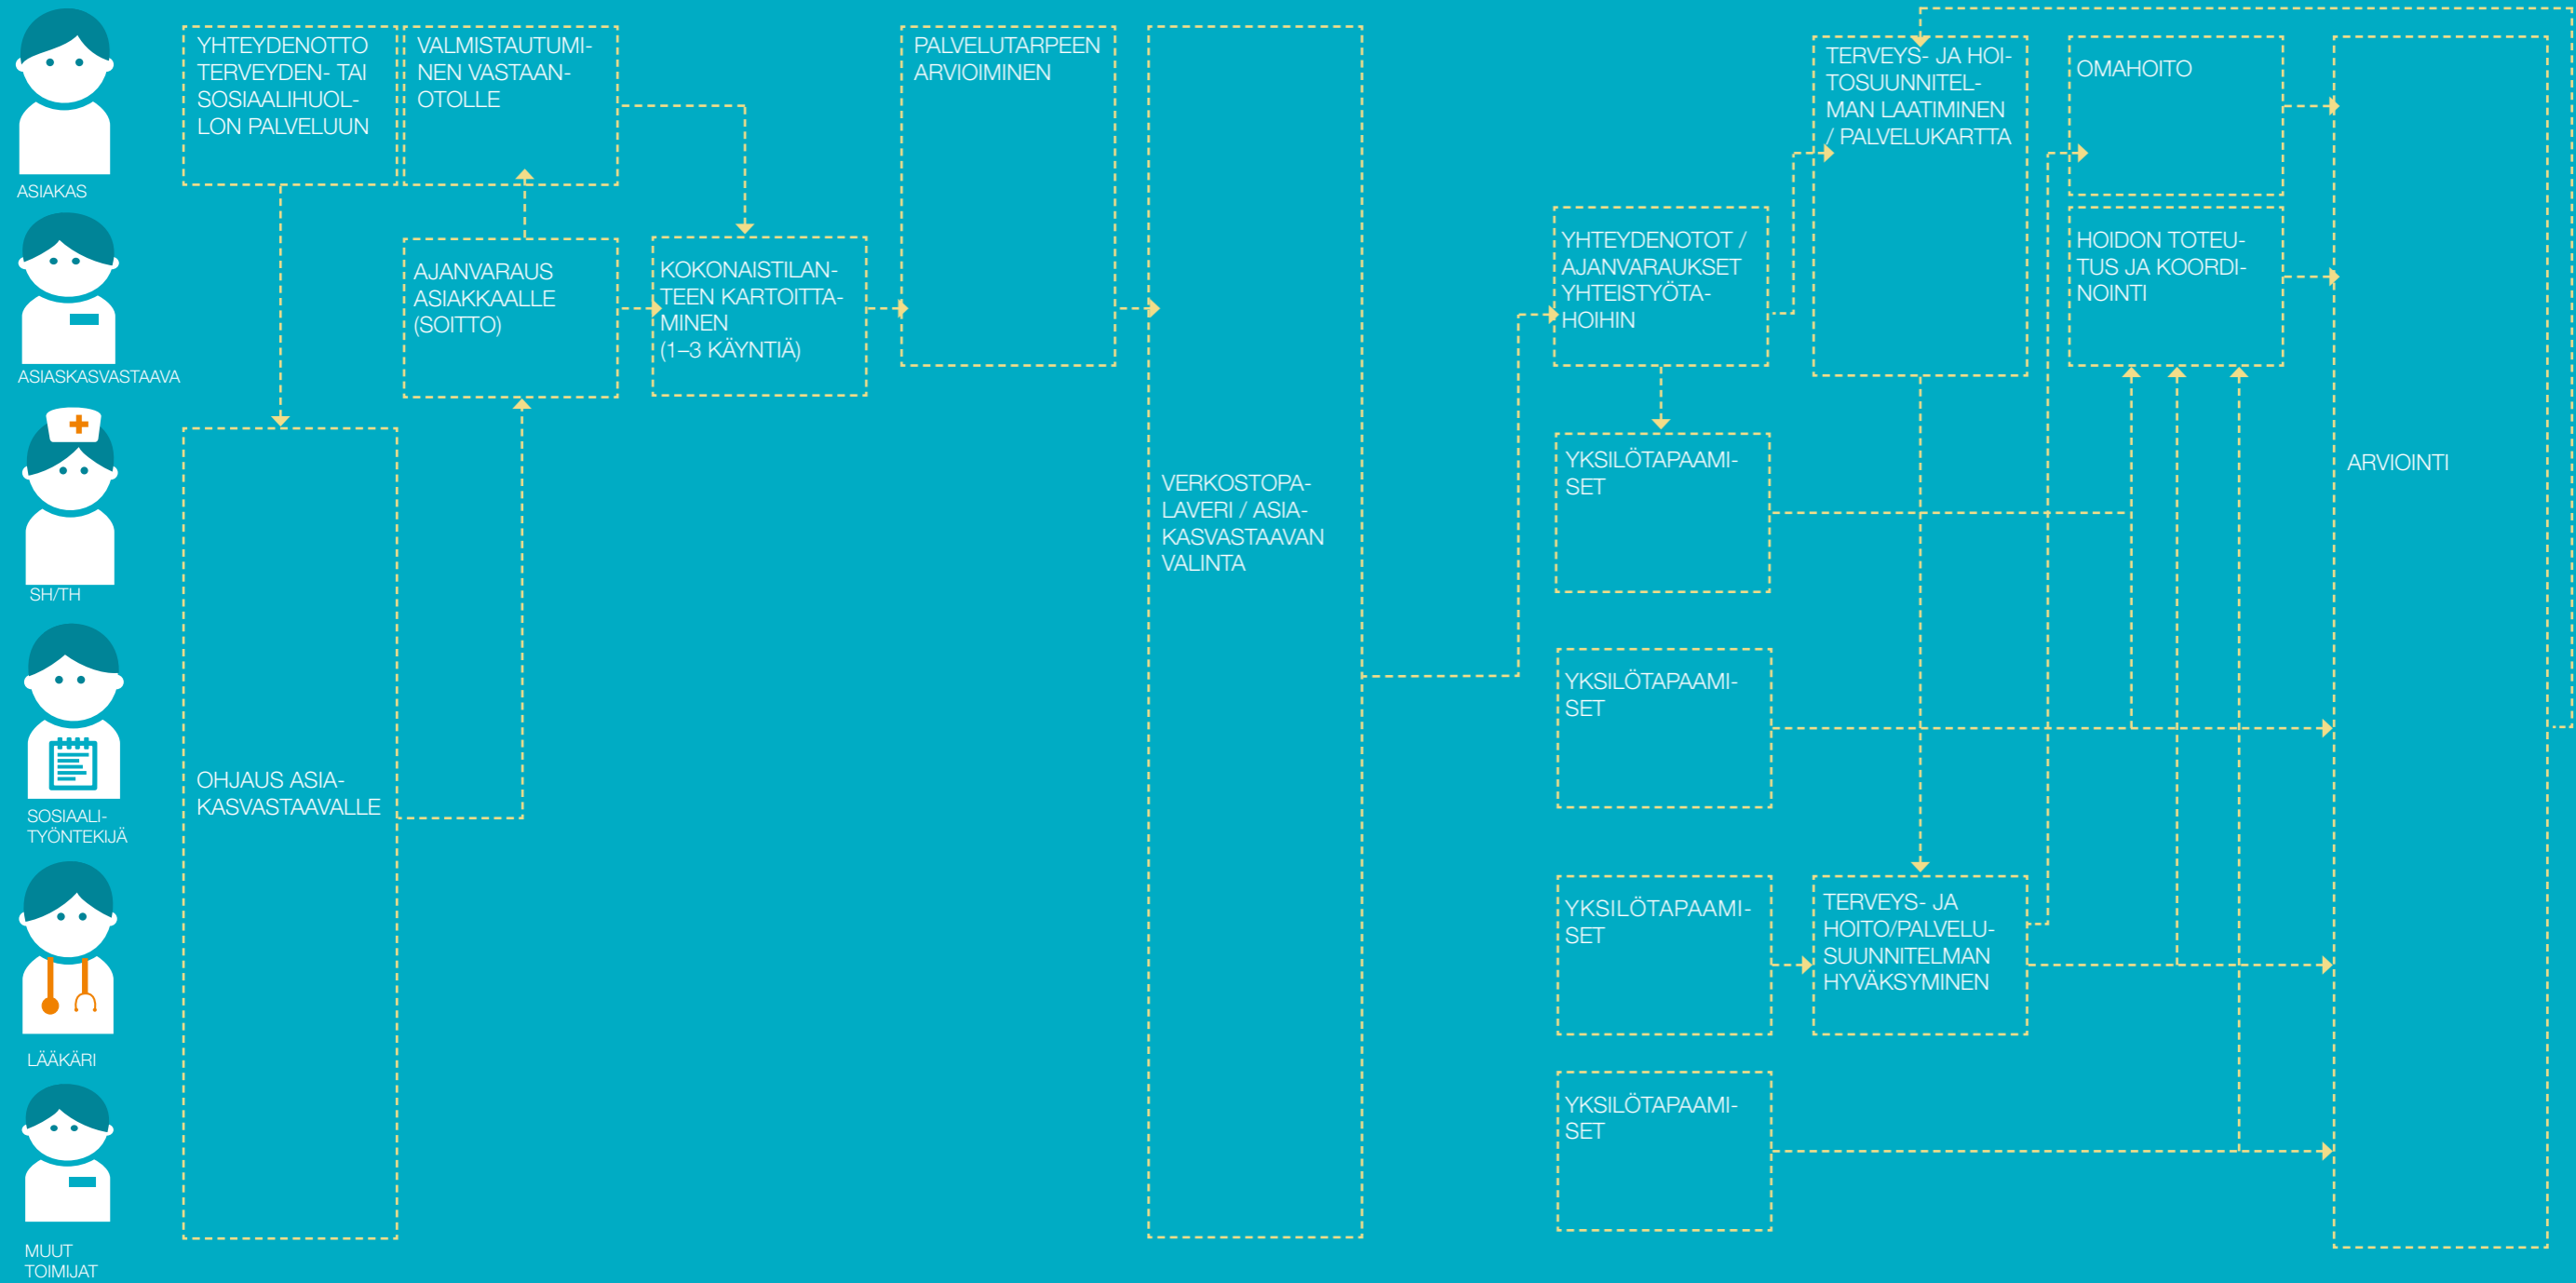 ASIAKAS
ASIASKASVASTAAVA
SH/TH
SOSIAALI-
TYÖNTEKIJÄ
LÄÄKÄRI
MUUT
TOIMIJAT
YHTEYDENOTTO
TERVEYDEN- TAI
SOSIAALIHUOL-
LON PALVELUUN
VALMISTAUTUMI-
NEN VASTAAN-
OTOLLE
OHJAUS ASIA-
KASVASTAAVALLE
AJANVARAUS
ASIAKKAALLE
(SOITTO)
KOKONAISTILAN-
TEEN KARTOITTA-
MINEN
(1–3 KÄYNTIÄ)
PALVELUTARPEEN
ARVIOIMINEN
VERKOSTOPA-
LAVERI / ASIA-
KASVASTAAVAN
VALINTA
YHTEYDENOTOT /
AJANVARAUKSET
YHTEISTYÖTA-
HOIHIN
YKSILÖTAPAAMI-
SET
YKSILÖTAPAAMI-
SET
YKSILÖTAPAAMI-
SET
YKSILÖTAPAAMI-
SET
TERVEYS- JA HOI-
TOSUUNNITEL-
MAN LAATIMINEN
/ PALVELUKARTTA
TERVEYS- JA
HOITO/PALVELU-
SUUNNITELMAN
HYVÄKSYMINEN
OMAHOITO
HOIDON TOTEU-
TUS JA KOORDI-
NOINTI
ARVIOINTI